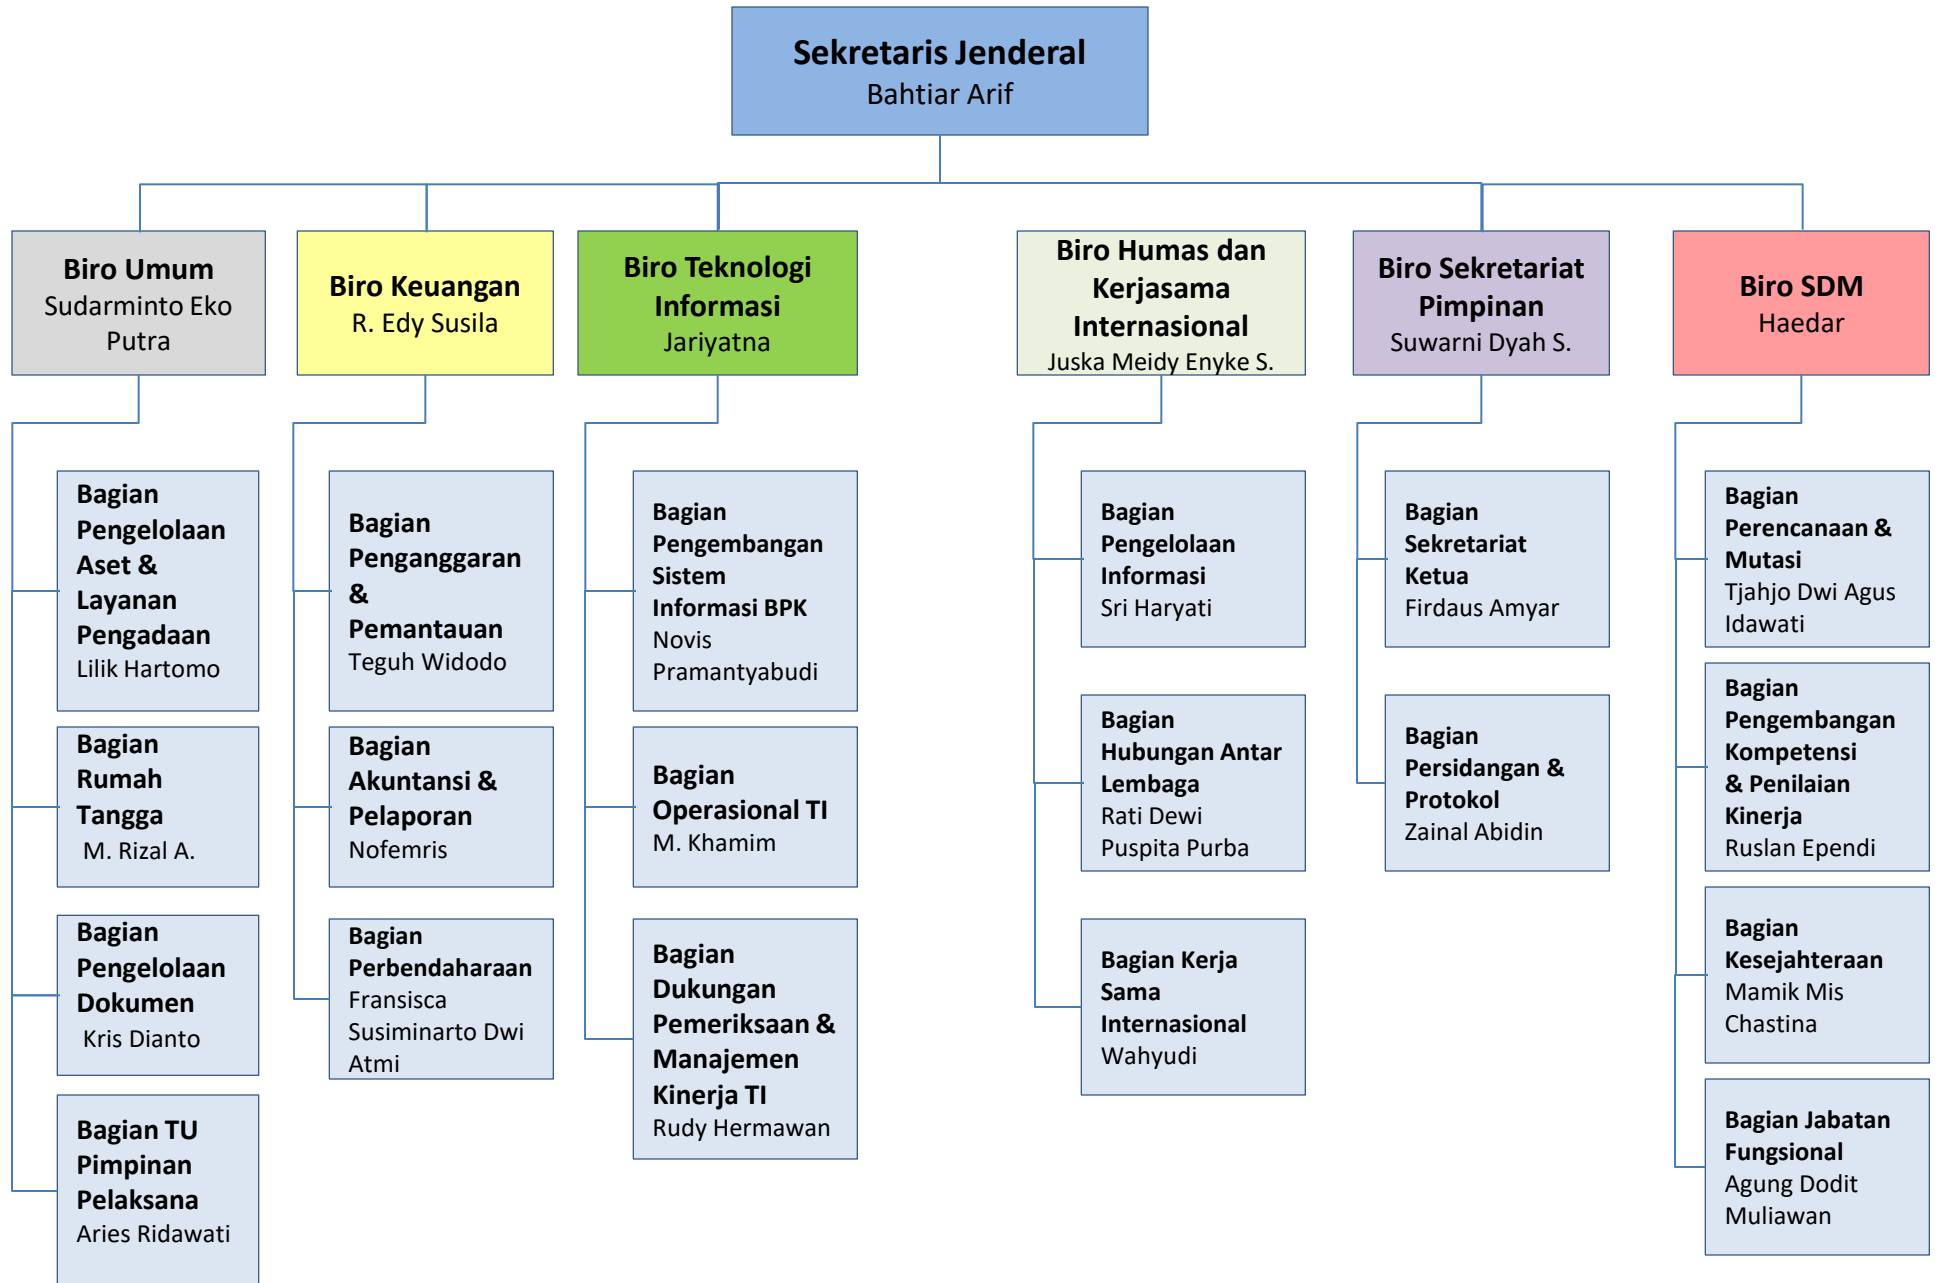 Sekretaris Jenderal
Bahtiar Arif
Biro Umum
Sudarminto Eko
Putra
Biro Keuangan
R. Edy Susila
Biro Teknologi
Informasi
Jariyatna
Biro Humas dan
Kerjasama
Internasional
Juska Meidy Enyke S.
Biro Sekretariat
Pimpinan
Suwarni Dyah S.
Biro SDM
Haedar
Bagian
Pengelolaan
Aset &
Layanan
Pengadaan
Lilik Hartomo
Bagian
Rumah
Tangga
M. Rizal A.
Bagian
Pengelolaan
Dokumen
Kris Dianto
Bagian TU
Pimpinan
Pelaksana
Aries Ridawati
Bagian
Penganggaran
&
Pemantauan
Teguh Widodo
Bagian
Akuntansi &
Pelaporan
Nofemris
Bagian
Perbendaharaan
Fransisca
Susiminarto Dwi
Atmi
Bagian
Pengembangan
Sistem
Informasi BPK
Novis
Pramantyabudi
Bagian
Operasional TI
M. Khamim
Bagian
Dukungan
Pemeriksaan &
Manajemen
Kinerja TI
Rudy Hermawan
Bagian
Pengelolaan
Informasi
Sri Haryati
Bagian
Hubungan Antar
Lembaga
Rati Dewi
Puspita Purba
Bagian Kerja
Sama
Internasional
Wahyudi
Bagian
Sekretariat
Ketua
Firdaus Amyar
Bagian
Persidangan &
Protokol
Zainal Abidin
Bagian
Perencanaan &
Mutasi
Tjahjo Dwi Agus
Idawati
Bagian
Pengembangan
Kompetensi
& Penilaian
Kinerja
Ruslan Ependi
Bagian
Kesejahteraan
Mamik Mis
Chastina
Bagian Jabatan
Fungsional
Agung Dodit
Muliawan